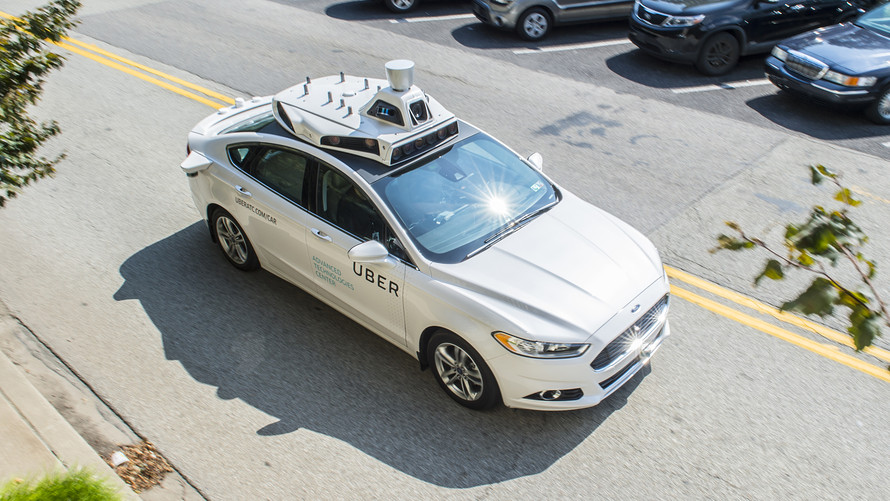 UBERATC.COM/CAR
ADVANCED
TECHNOLOGIES
CENTER
UBER